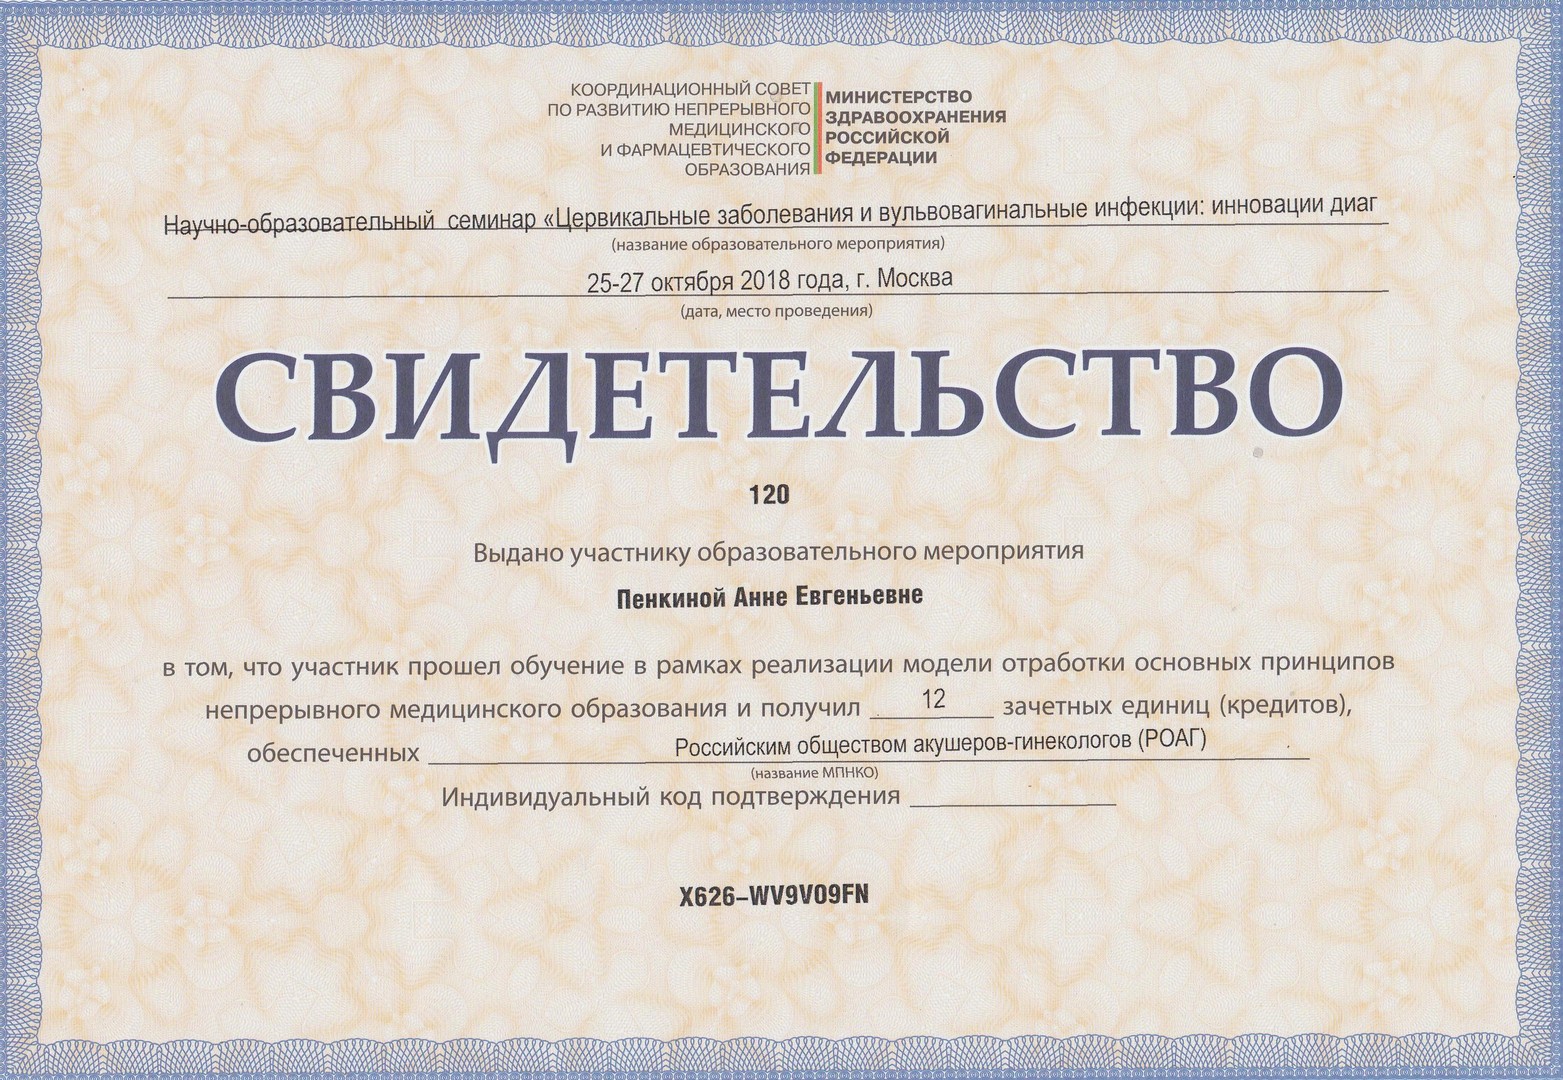 КООРДИНАЦИОННЫЙ СОВЕТ
ПО РАЗВИТИЮ НЕПРЕРЫВНОГО
МЕДИЦИНСКОГО
И ФАРМАЦЕВТИЧЕСКОГО
ОБРАЗОВАНИЯ
МИНИСТЕРСТВО
ЗДРАВООХРАНЕНИЯ
РОССИЙСКОЙ
ФЕДЕРАЦИИ
Научно-образовательный семинар «Цервикальные заболевания и вульвовагинальные инфекции: инновации диаг
(название образовательного мероприятия)
25-27 октября 2018 года, г. Москва
(дата, место проведения)
СВИДЕТЕЛЬСТВО
120
Выдано участнику образовательного мероприятия
Пенкиной Анне Евгеньевне
в том, что участник прошел обучение в рамках реализации модели отработки основных принципов
непрерывного медицинского образования и получил 12 зачетных единиц (кредитов),
обеспеченных Российским обществом акушеров-гинекологов (РОАГ)
(название МПНКО)
Индивидуальный код подтверждения
X626-WV9V09FN